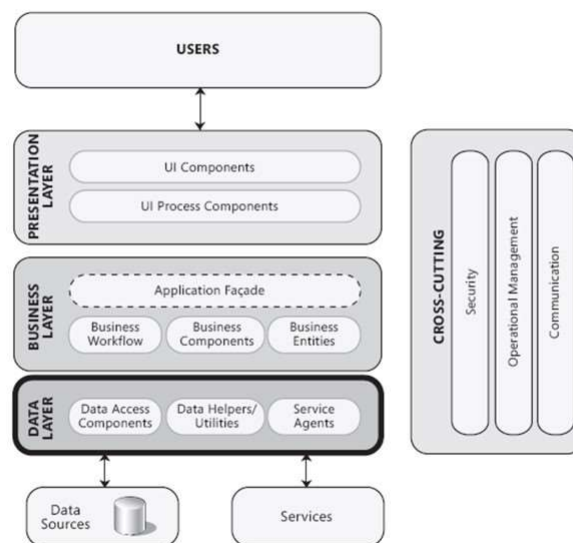 USERS
PRESENTATION
LAYER
UI Components
UI Process Components
BUSINESS
LAYER
Application Façade
Business
Workflow
Business
Components
Business
Entities
DATA
LAYER
Data Access
Components
Data Helpers/
Utilities
Service
Agents
Data
Sources
Services
CROSS-CUTTING
Security
Operational Management
Communication